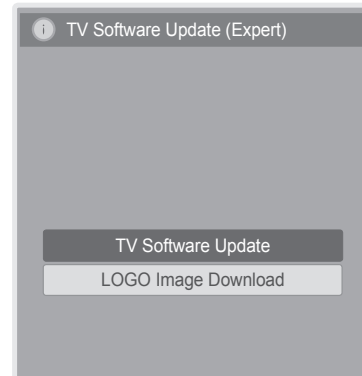 TV Software Update (Expert)
TV Software Update
LOGO Image Download